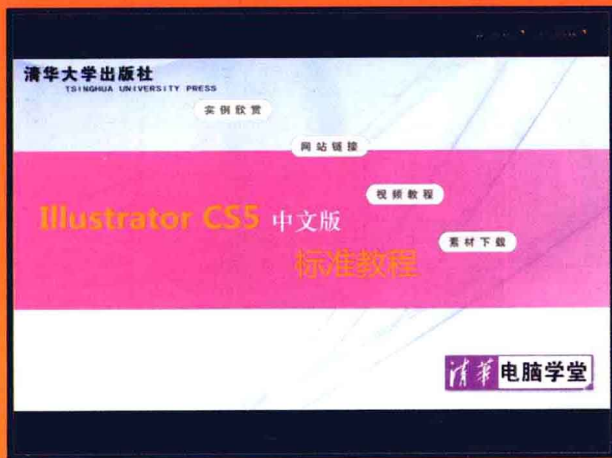 清华大学出版社
TSINGHUA UNIVERSITY PRESS
实例欣赏
网站链接
视频教程
素材下载
Illustrator CS5 中文版
标准教程
清华电脑学堂